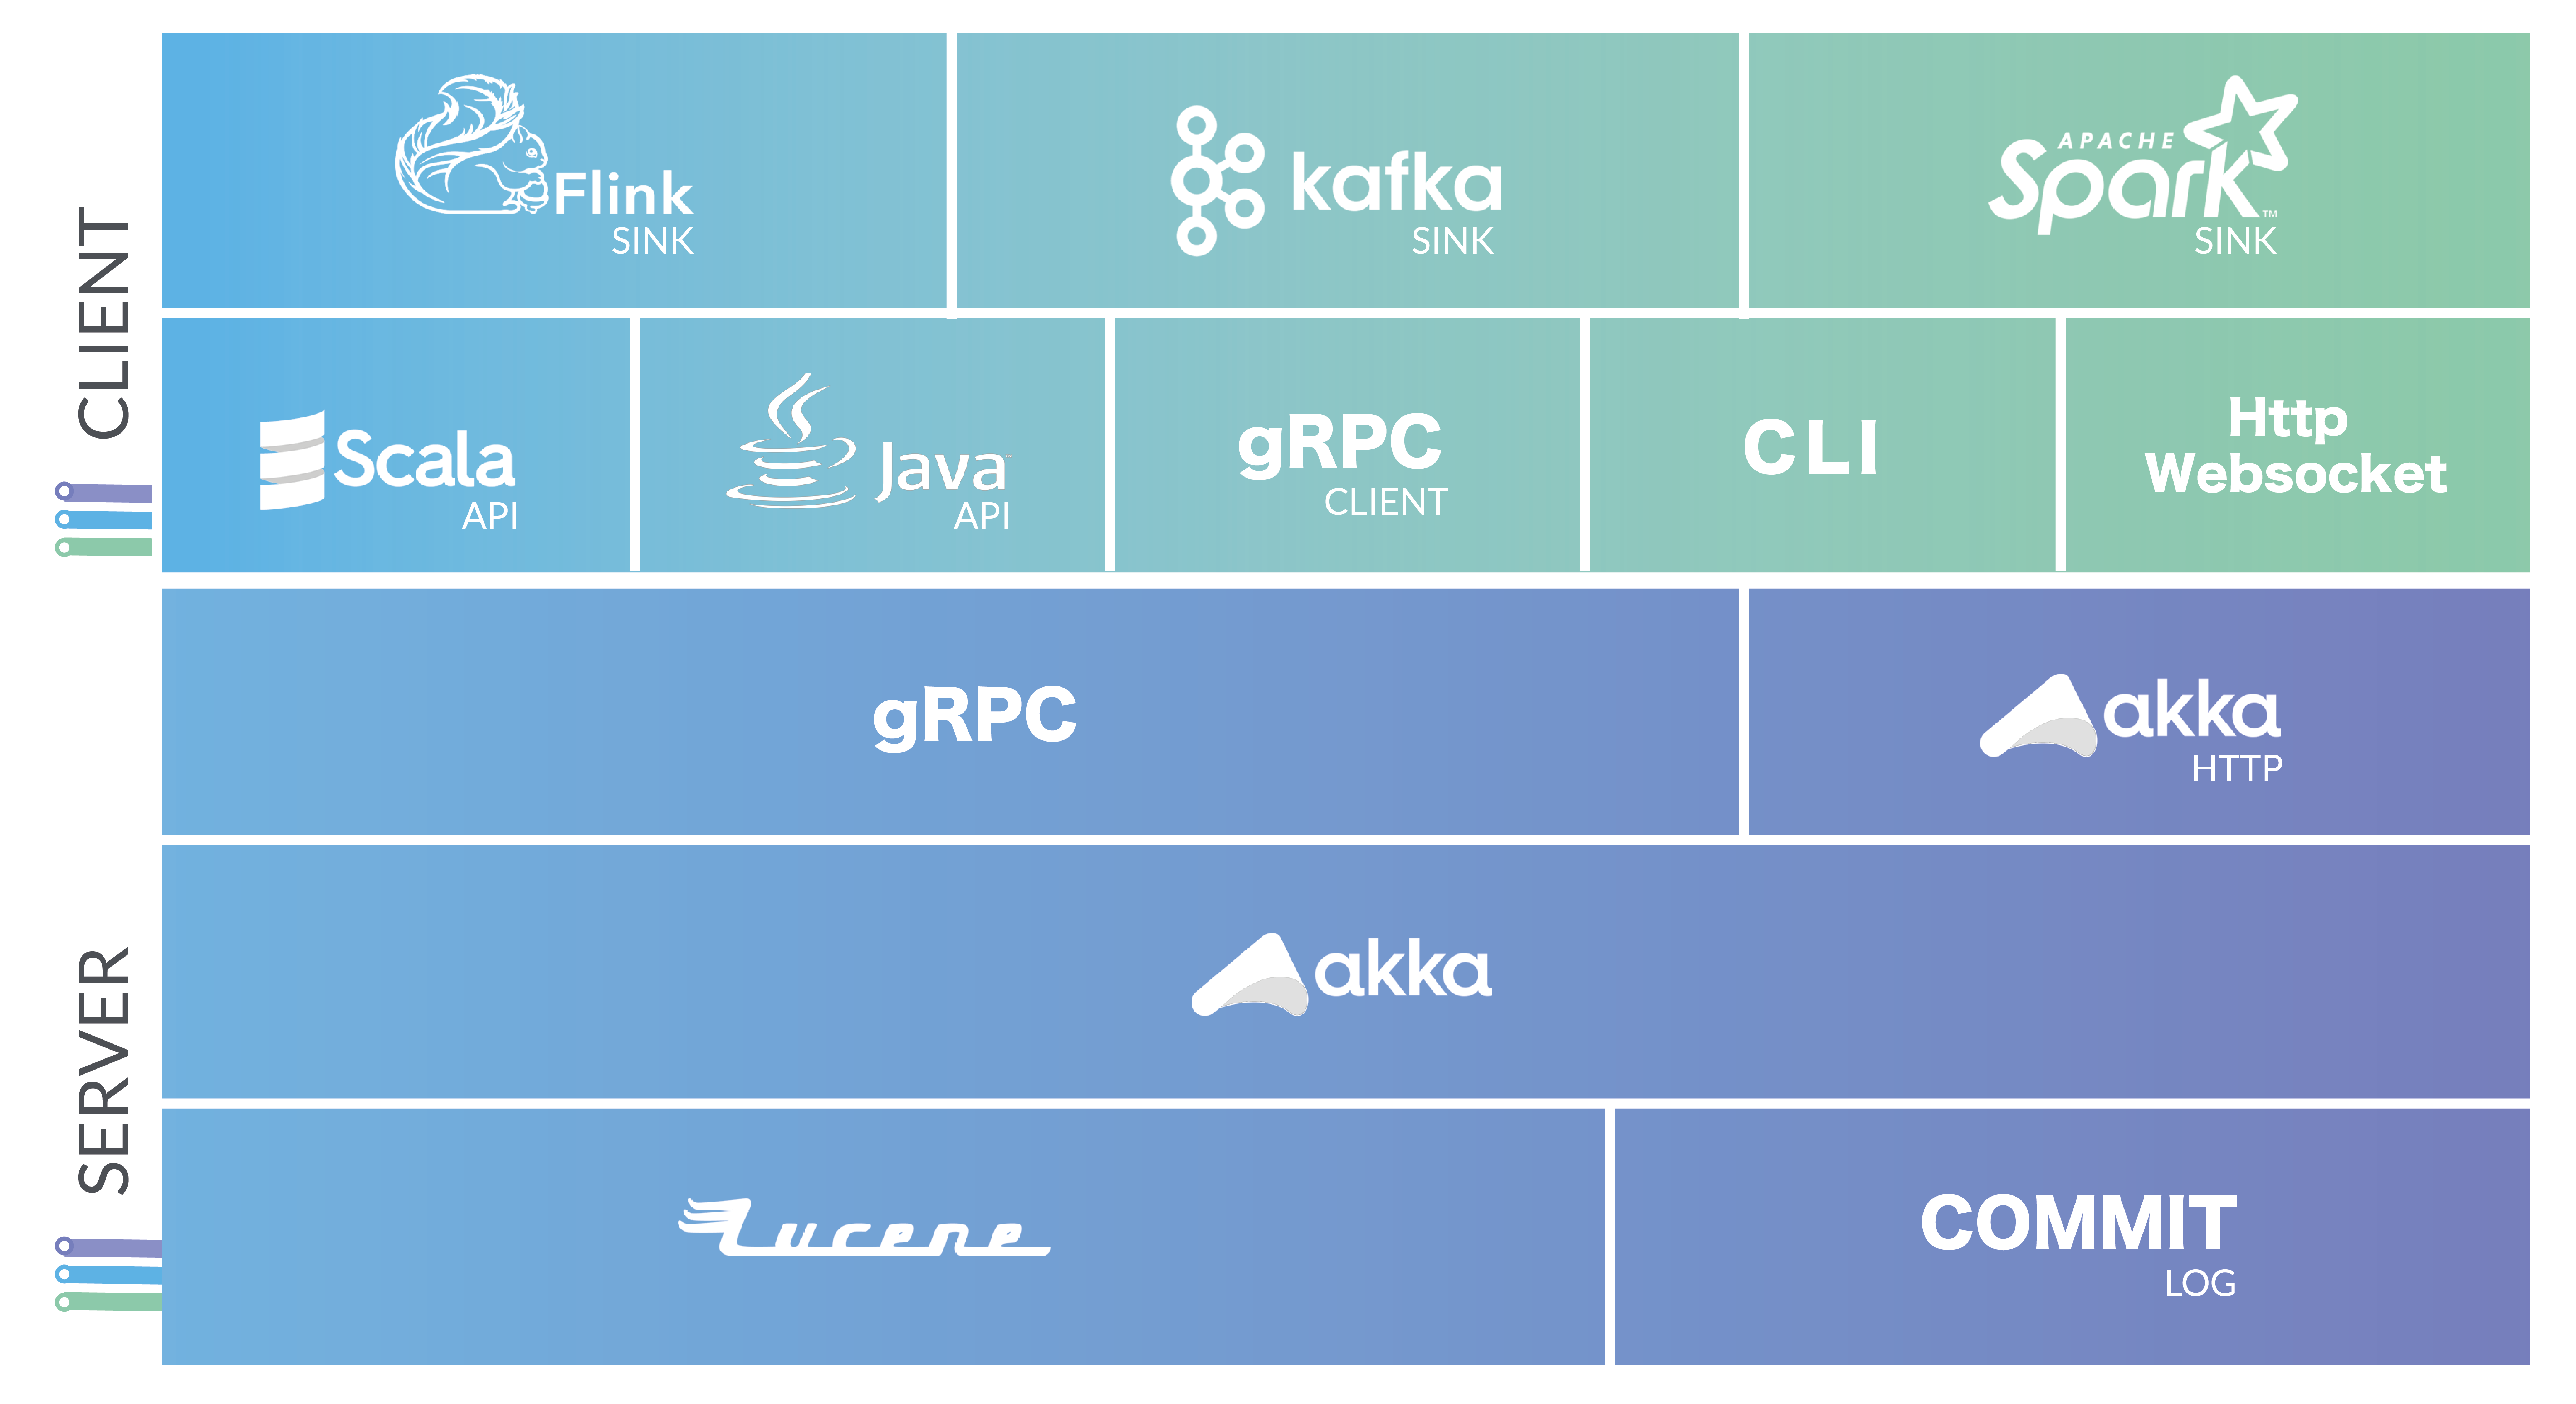 CLIENT
Flink
SINK
kafka
SINK
APACHE
Spark™
SINK
Scala
API
Java
API
gRPC
CLIENT
CLI
Http
Websocket
SERVER
gRPC
akka
HTTP
akka
Lucene
COMMIT
LOG